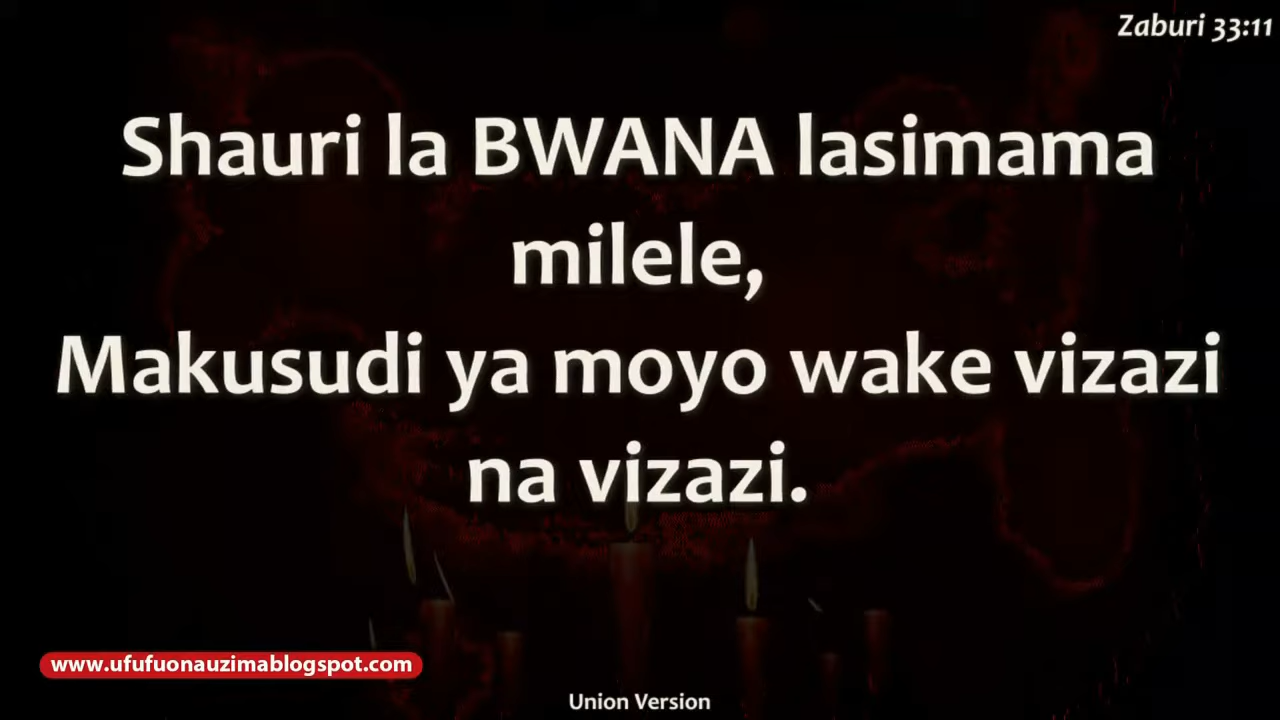 Zaburi 33:11
Shauri la BWANA lasimama
milele,
Makusudi ya moyo wake vizazi
na vizazi.
www.ufufuonauzimablogspot.com
Union Version